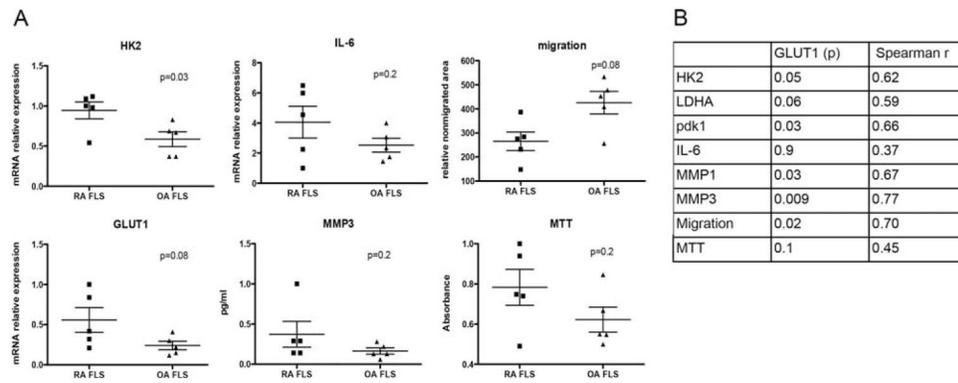 A
HK2
mRNA relative expression
1.5
1.0
0.5
0.0
p=0.03
RA FLS OA FLS
IL-6
mRNA relative expression
8
6
4
2
0
p=0.2
RA FLS OA FLS
migration
relative nonmigrated area
600
500
400
300
200
100
p=0.08
RA FLS OA FLS
GLUT1
mRNA relative expression
1.5
1.0
0.5
0.0
p=0.08
RA FLS OA FLS
MMP3
pg/ml
1.5
1.0
0.5
0.0
p=0.2
RA FLS OA FLS
MTT
Absorbance
1.0
0.8
0.6
0.4
p=0.2
RA FLS OA FLS
B
GLUT1 (p) Spearman r
HK2 0.05 0.62
LDHA 0.06 0.59
pdk1 0.03 0.66
IL-6 0.9 0.37
MMP1 0.03 0.67
MMP3 0.009 0.77
Migration 0.02 0.70
MTT 0.1 0.45